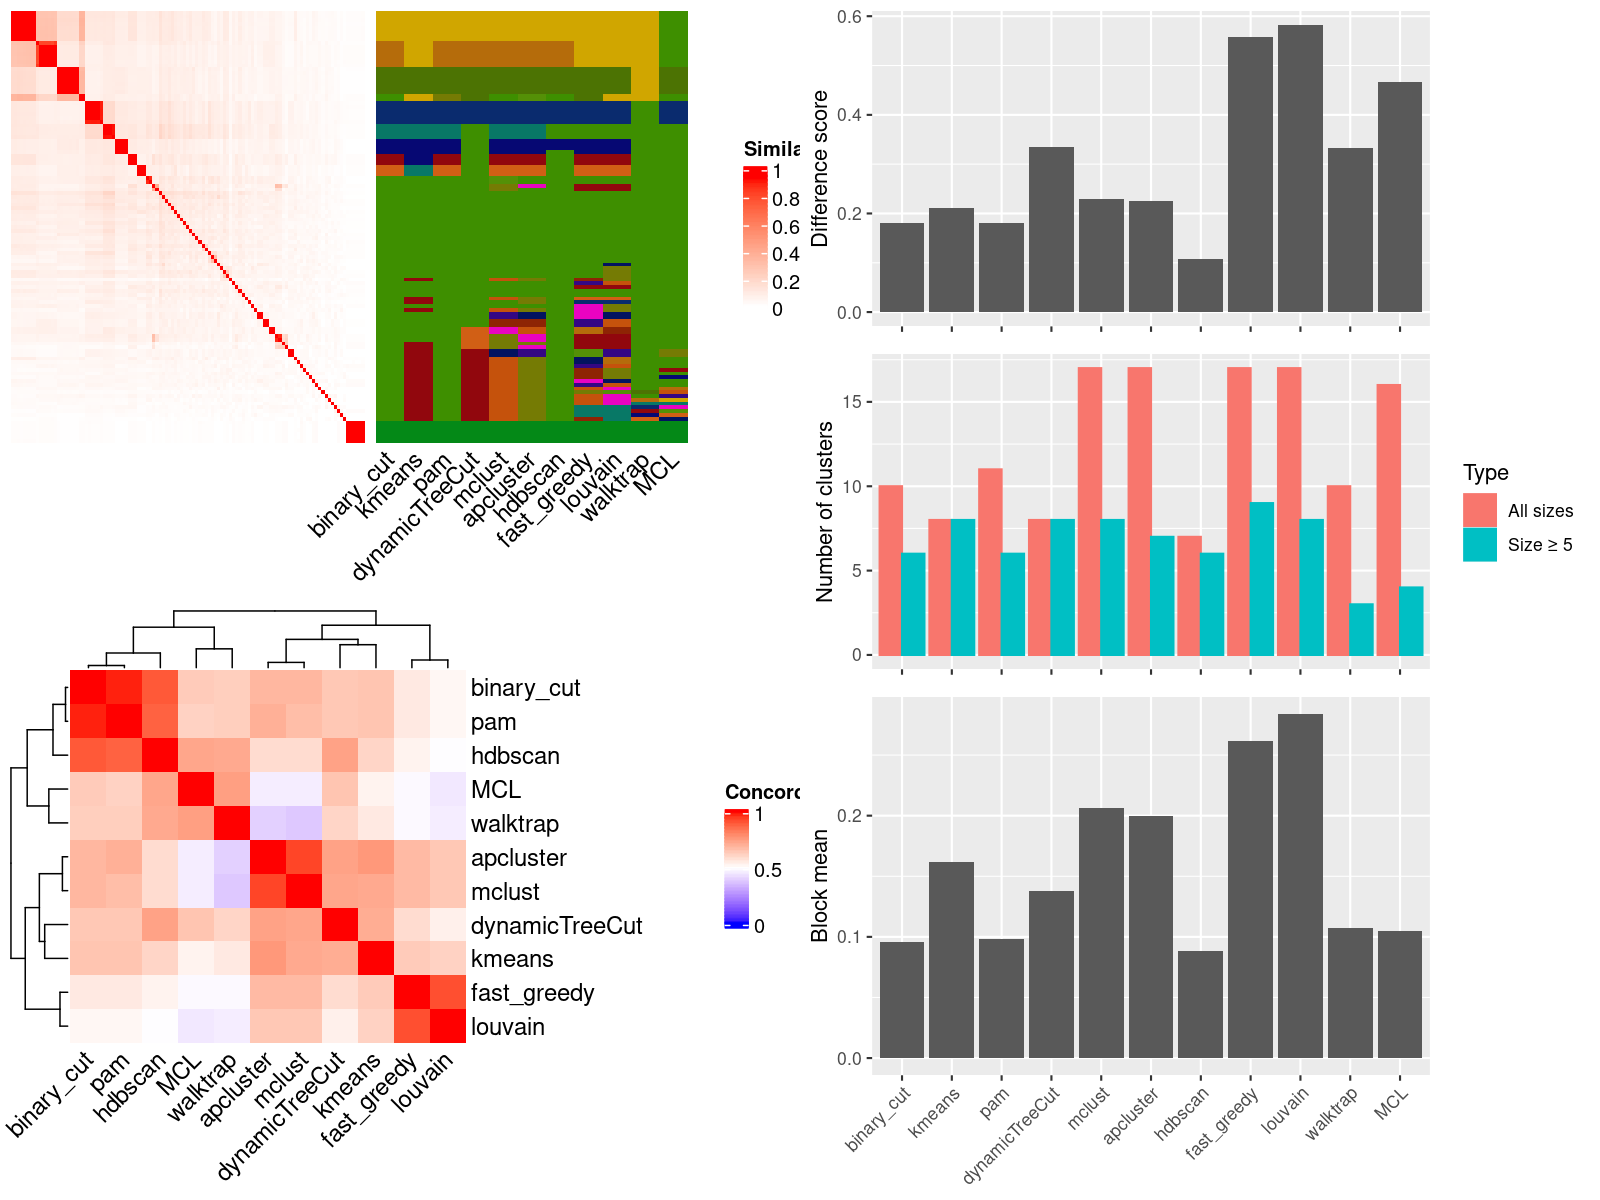 Simila
1
0.8
0.6
0.4
0.2
0
binary_cut
kmeans
pam
dynamicTreeCut
mclust
apcluster
hdbscan
fast_greedy
louvain
walktrap
MCL
binary_cut
pam
hdbscan
MCL
walktrap
apcluster
mclust
dynamicTreeCut
kmeans
fast_greedy
louvain
binary_cut
pam
hdbscan
MCL
walktrap
apcluster
mclust
dynamicTreeCut
kmeans
fast_greedy
louvain
Concord
1
0.5
0
Difference score
0.6
0.4
0.2
0.0
Number of clusters
15
10
5
0
Type
All sizes
Size ≥ 5
Block mean
0.2
0.1
0.0
binary_cut
kmeans
pam
dynamicTreeCut
mclust
apcluster
hdbscan
fast_greedy
louvain
walktrap
MCL